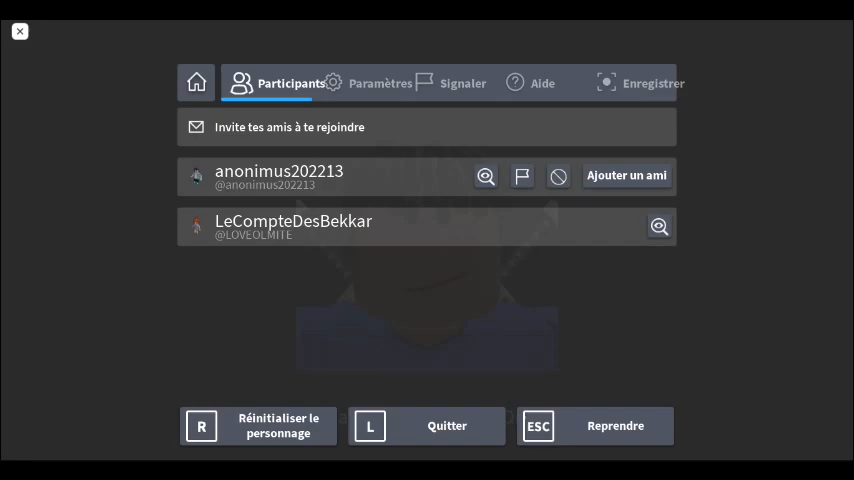 Participants Paramètres Signaler Aide Enregistrer
Invite tes amis à te rejoindre
anonimus202213
@anonimus202213
Ajouter un ami
LeCompteDesBekkar
@LOVEOLMITE
R Réinitialiser le personnage
L Quitter
ESC Reprendre